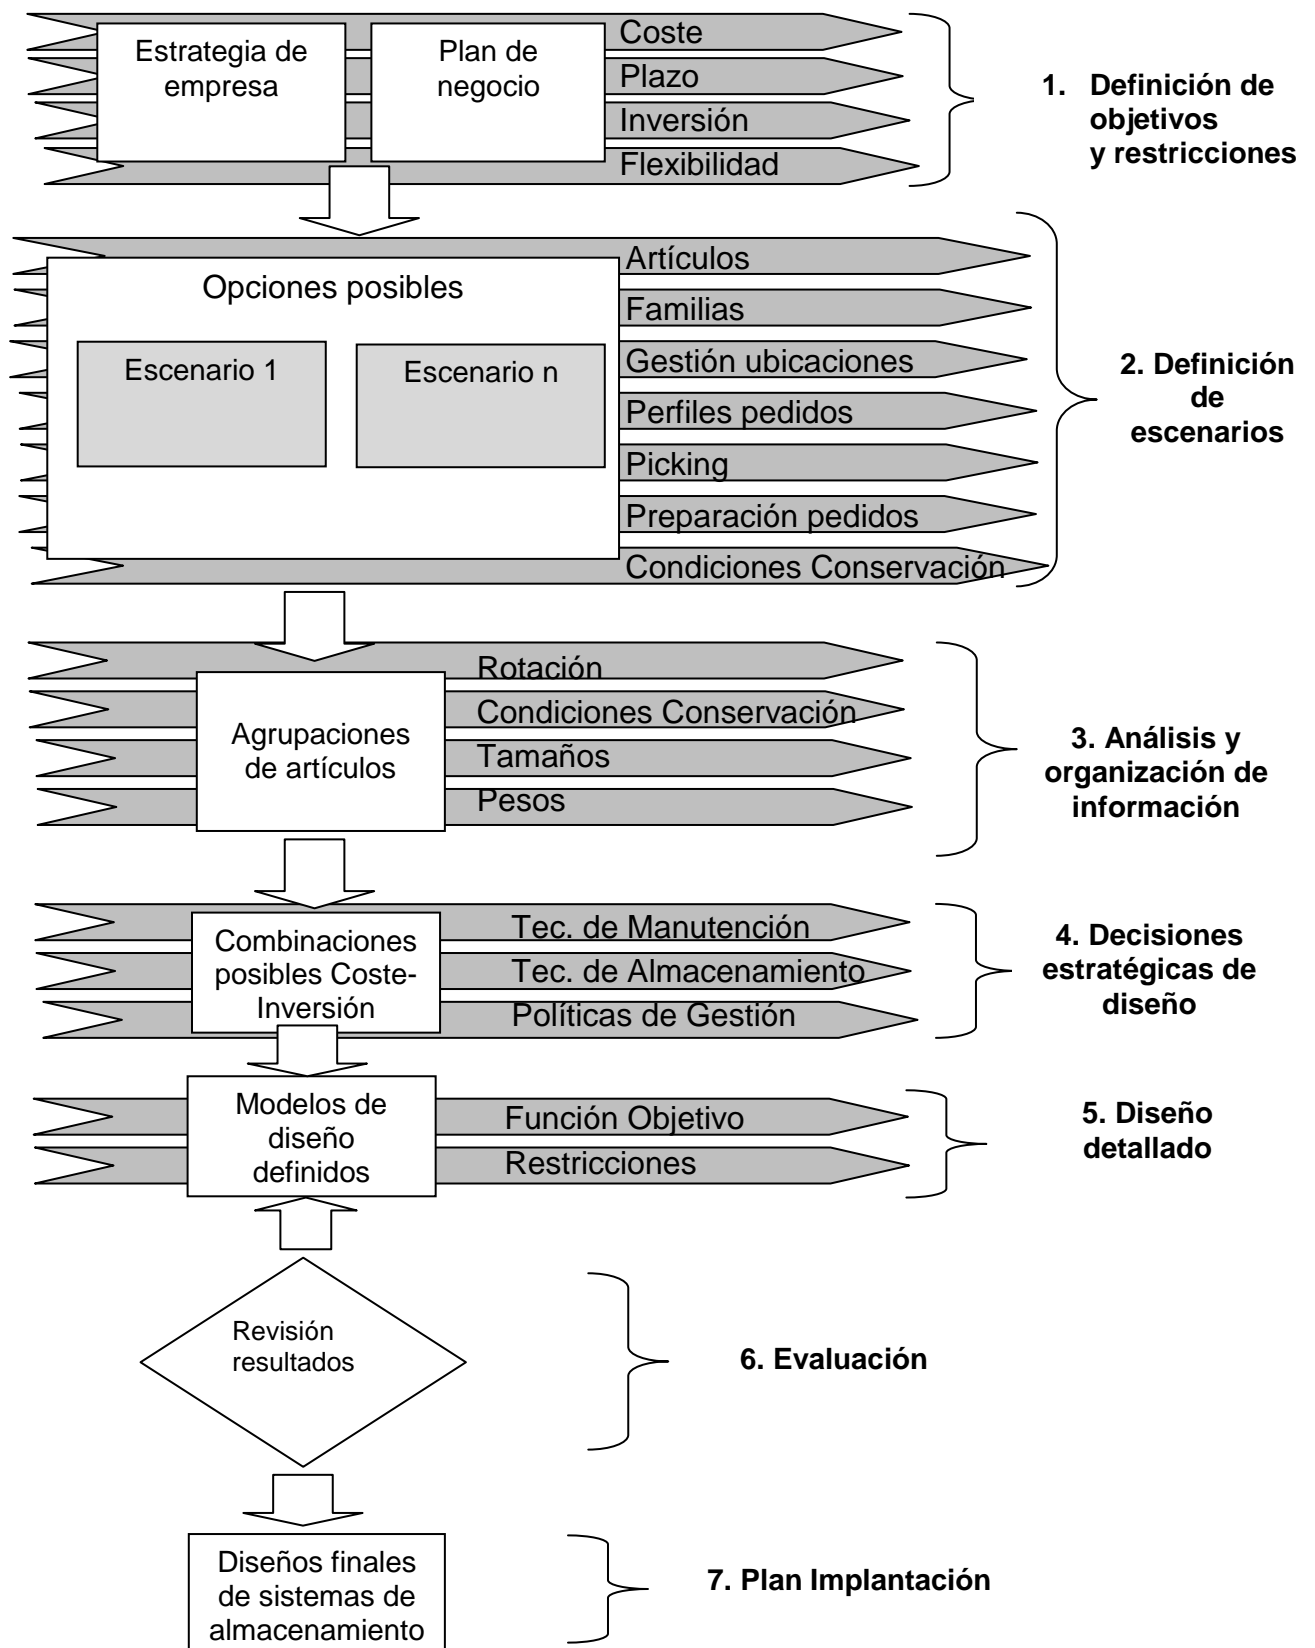 Estrategia de
empresa
Plan de
negocio
Coste
Plazo
Inversión
Flexibilidad
1. Definición de
objetivos
y restricciones
Opciones posibles
Escenario 1
Escenario n
Artículos
Familias
Gestión ubicaciones
Perfiles pedidos
Picking
Preparación pedidos
Condiciones Conservación
2. Definición
de
escenarios
Agrupaciones
de artículos
Rotación
Condiciones Conservación
Tamaños
Pesos
3. Análisis y
organización de
información
Combinaciones
posibles Coste-
Inversión
Tec. de Manutención
Tec. de Almacenamiento
Políticas de Gestión
4. Decisiones
estratégicas de
diseño
Modelos de
diseño
definidos
Función Objetivo
Restricciones
5. Diseño
detallado
Revisión
resultados
6. Evaluación
Diseños finales
de sistemas de
almacenamiento
7. Plan Implantación